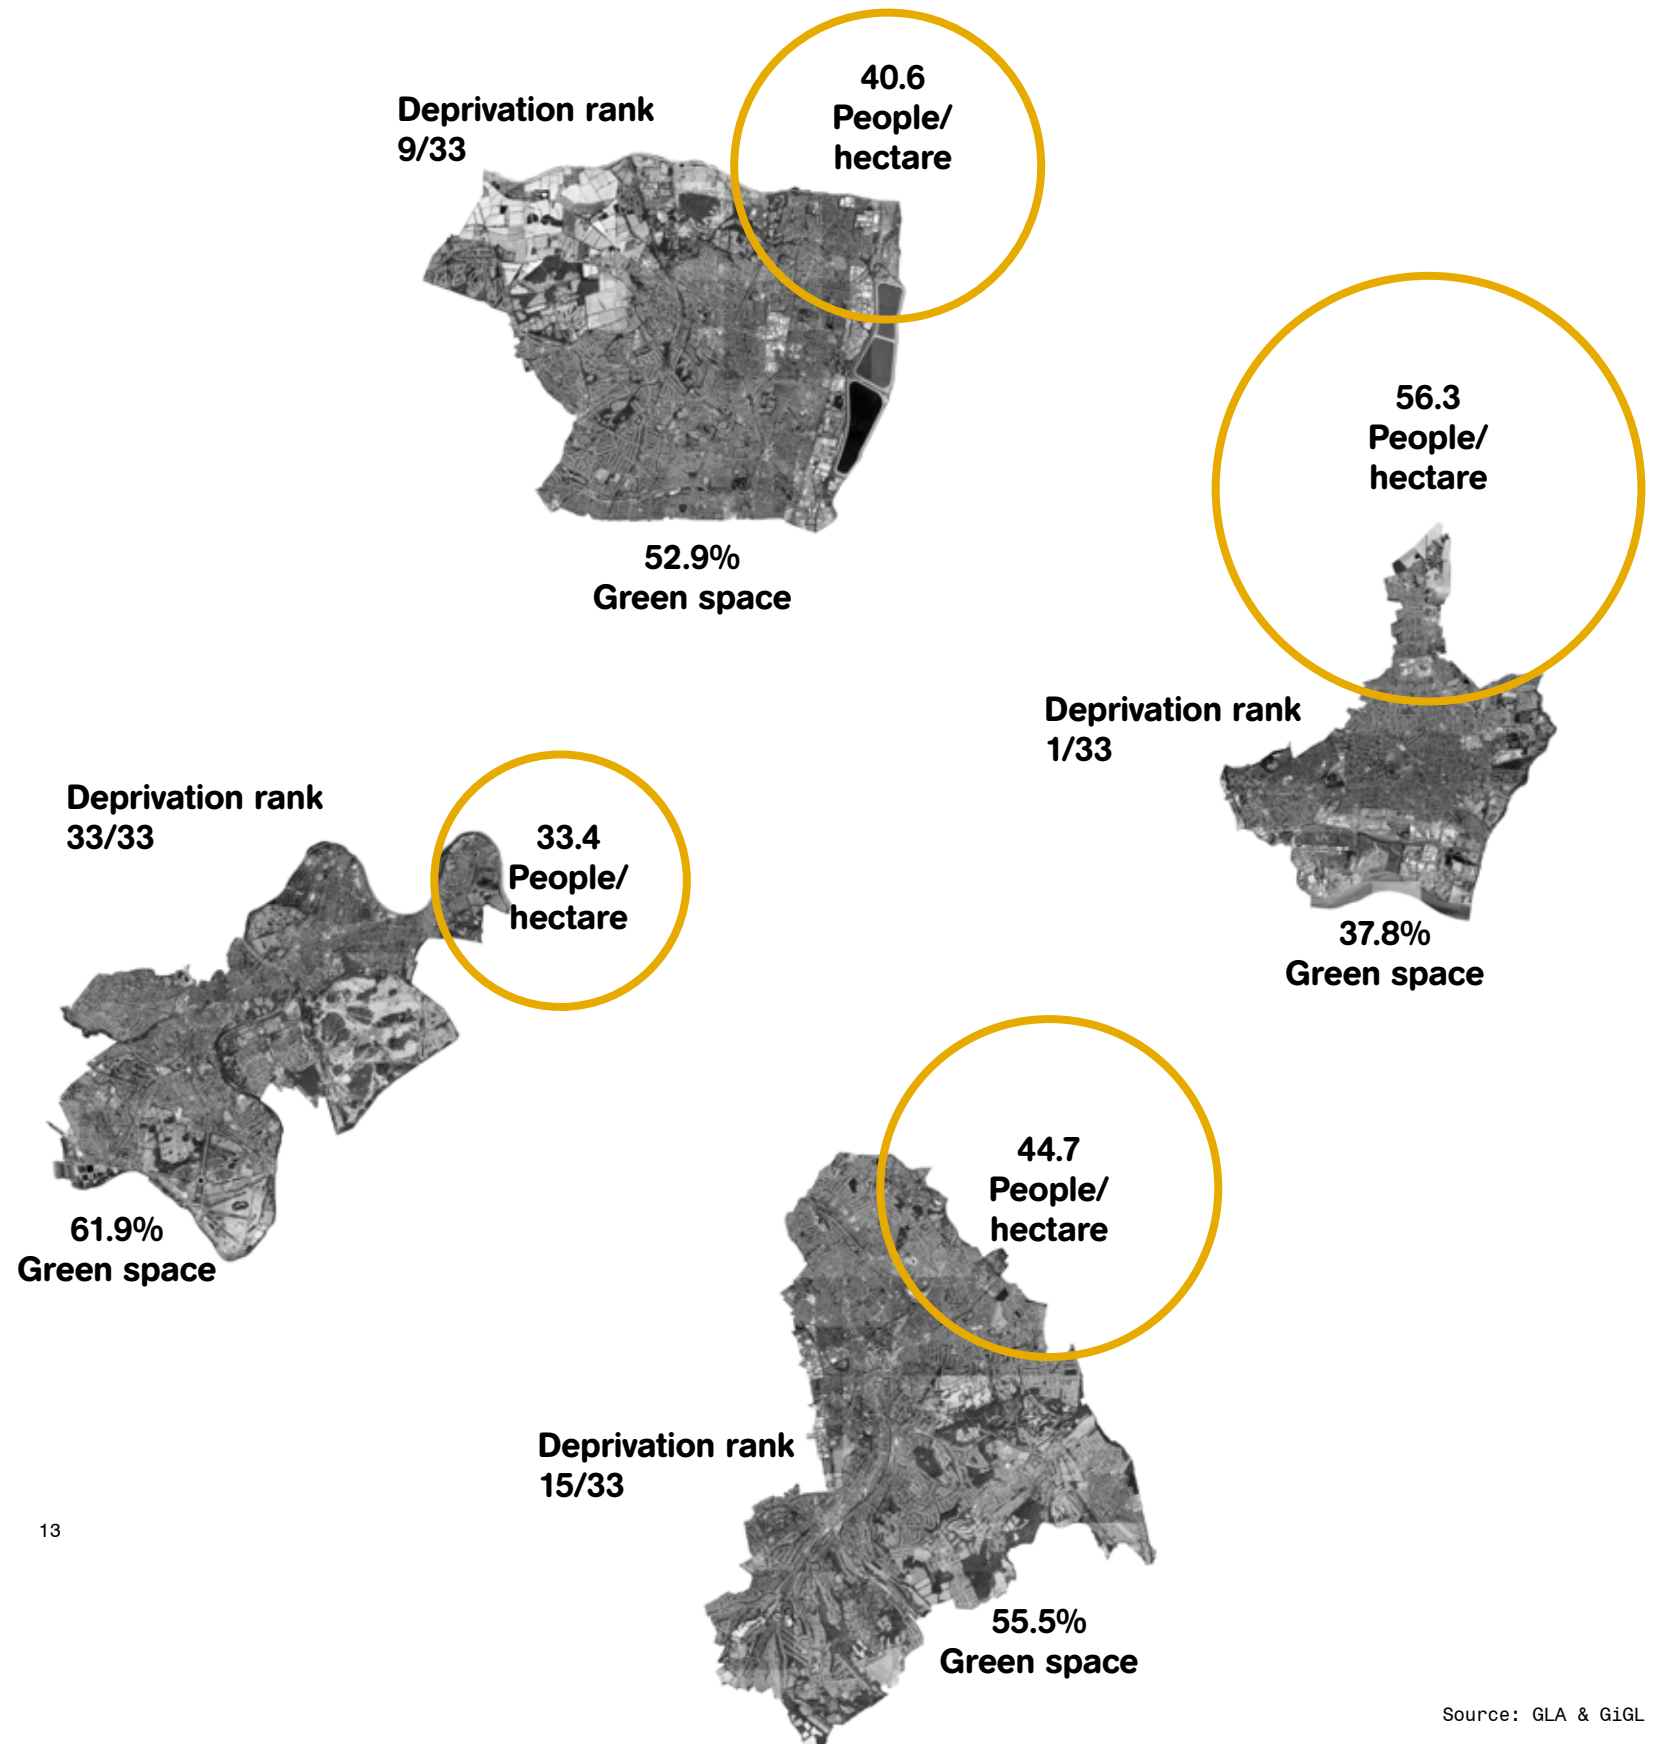 Deprivation rank
9/33
40.6
People/
hectare
52.9%
Green space
56.3
People/
hectare
Deprivation rank
1/33
37.8%
Green space
Deprivation rank
33/33
33.4
People/
hectare
61.9%
Green space
44.7
People/
hectare
Deprivation rank
15/33
55.5%
Green space
13
Source: GLA & GiGL